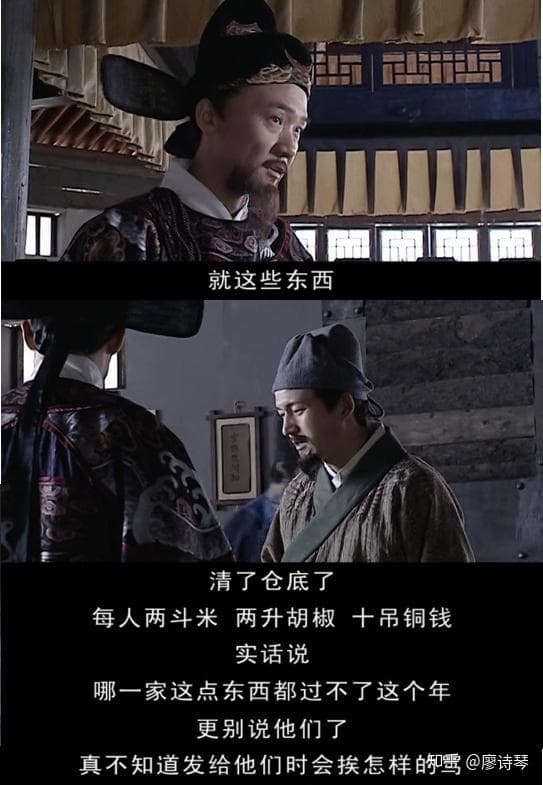 就这些东西
清了仓底了
每人两斗米 两升胡椒 十吊铜钱
实话说
哪一家这点东西都过不了这个年
更别说他们了
真不知道发给他们时会挨怎样的骂
知乎 @廖诗琴